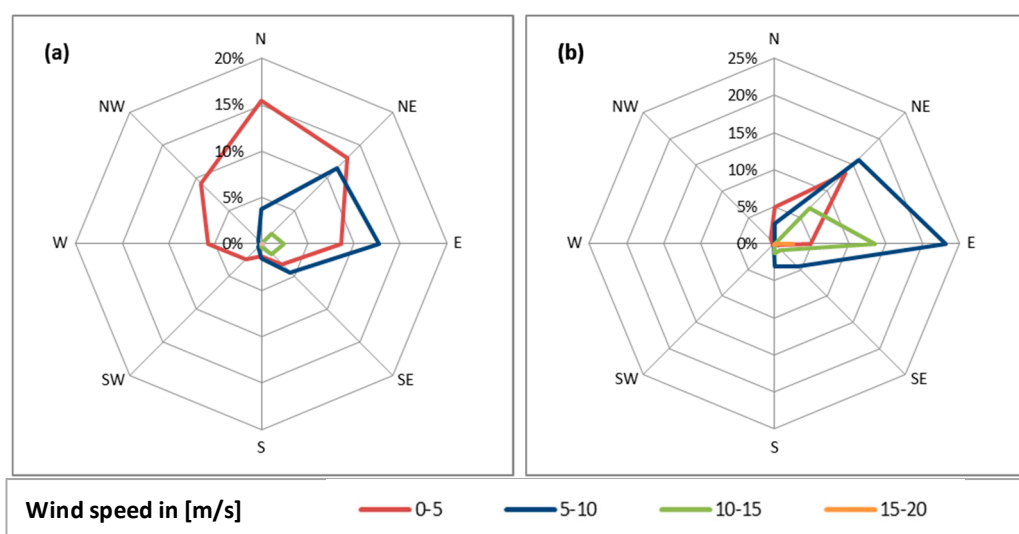 (a)
N
20%
15%
10%
5%
0%
NW
NE
W
E
SW
SE
S
(b)
N
25%
20%
15%
10%
5%
0%
NW
NE
W
E
SW
SE
S
Wind speed in [m/s] 0-5 5-10 10-15 15-20